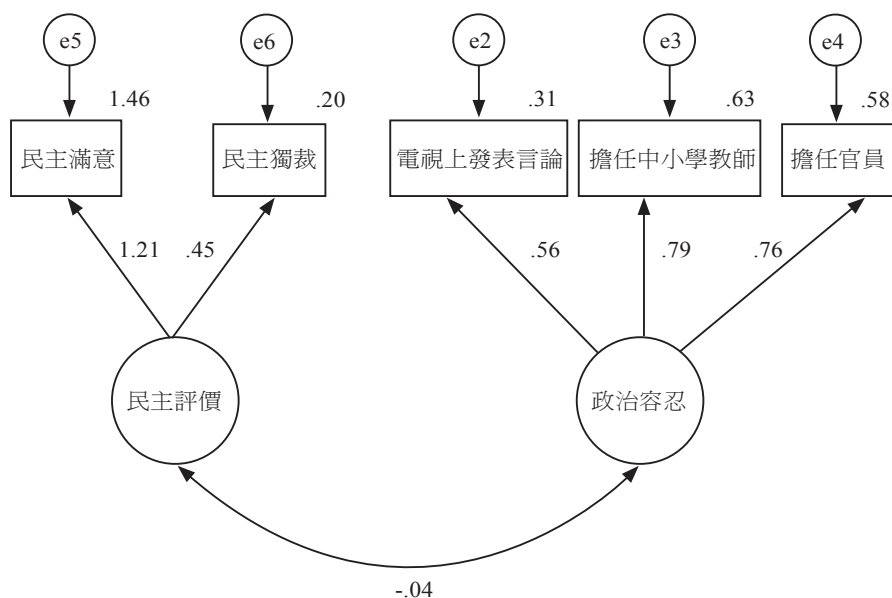 e5 e6 e2 e3 e4
1.46 .20 .31 .63 .58
民主滿意 民主獨裁 電視上發表言論 擔任中小學教師 擔任官員
1.21 .45 .56 .79 .76
民主評價 政治容忍
-.04